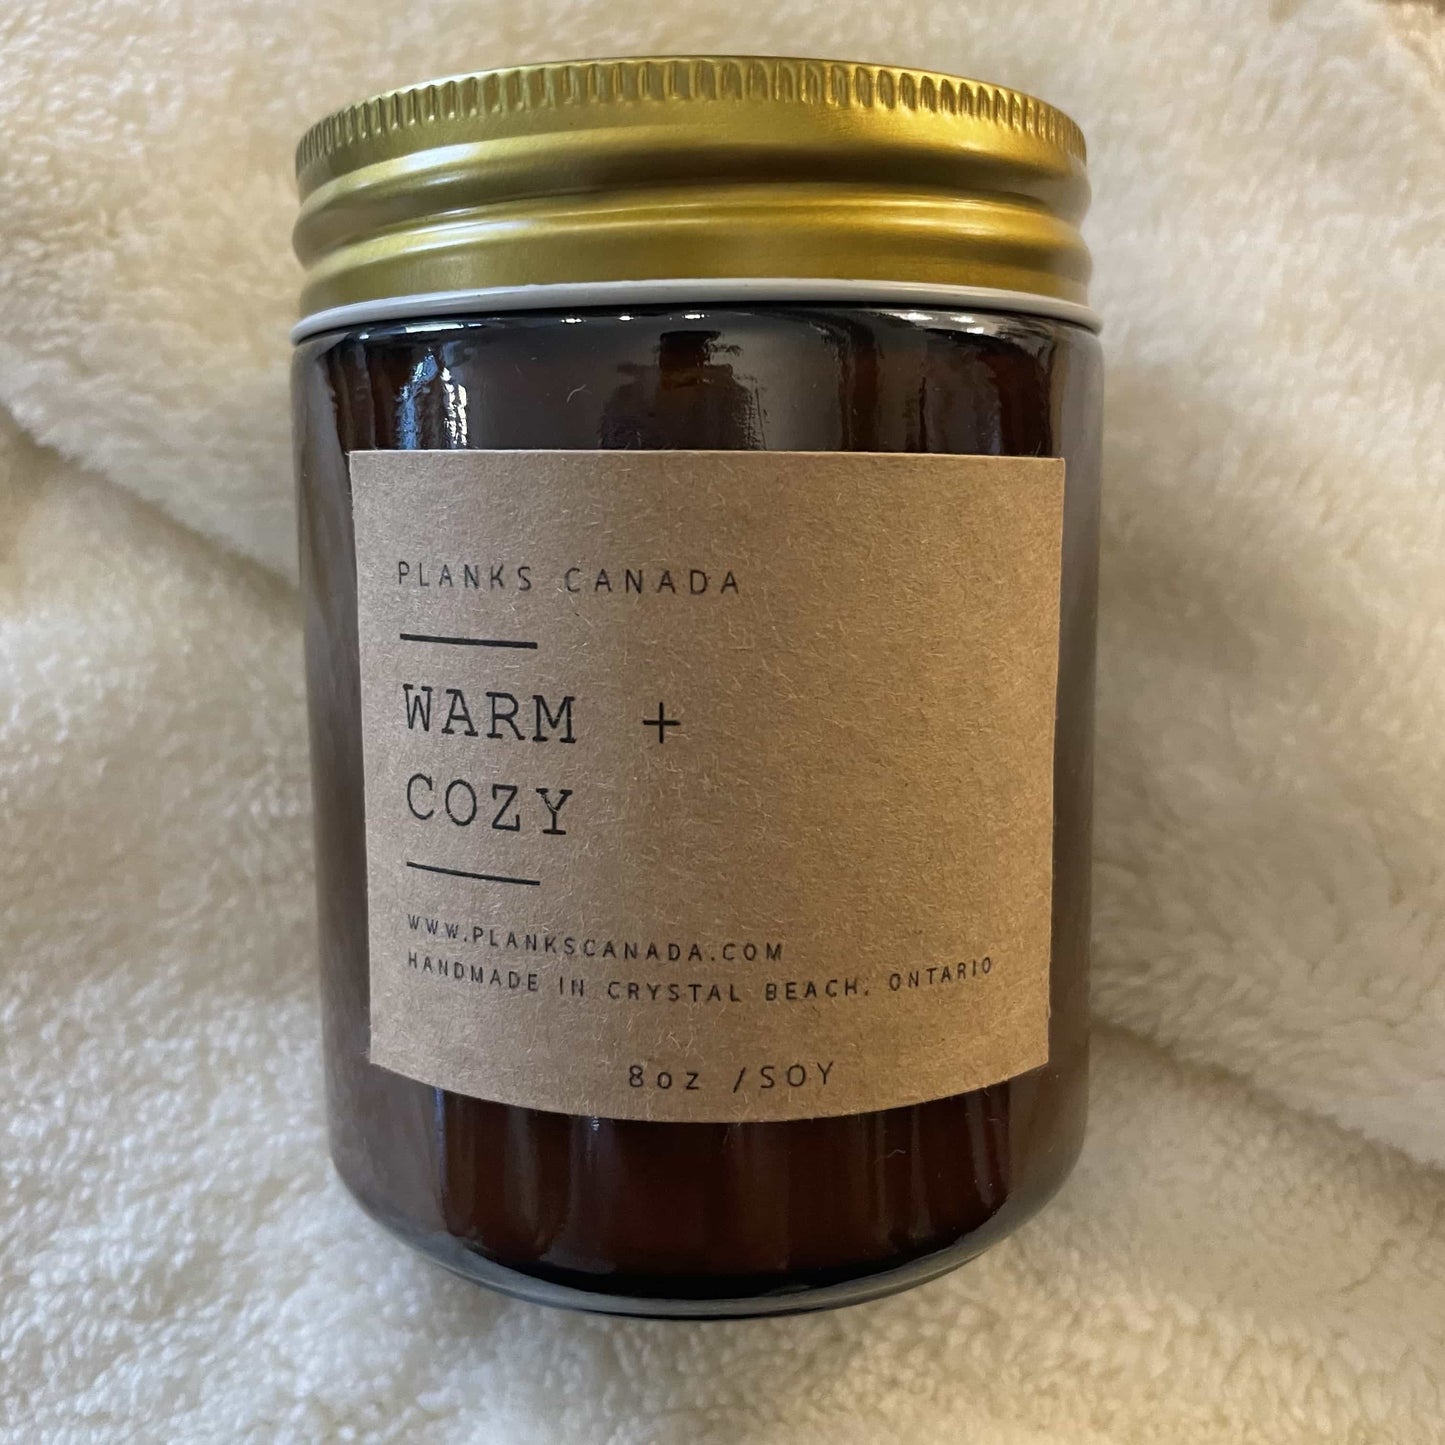 PLANKS CANADA
WARM +
COZY
WWW.PLANKSCANADA.COM
HANDMADE IN CRYSTAL BEACH, ONTARIO
8oz /SOY